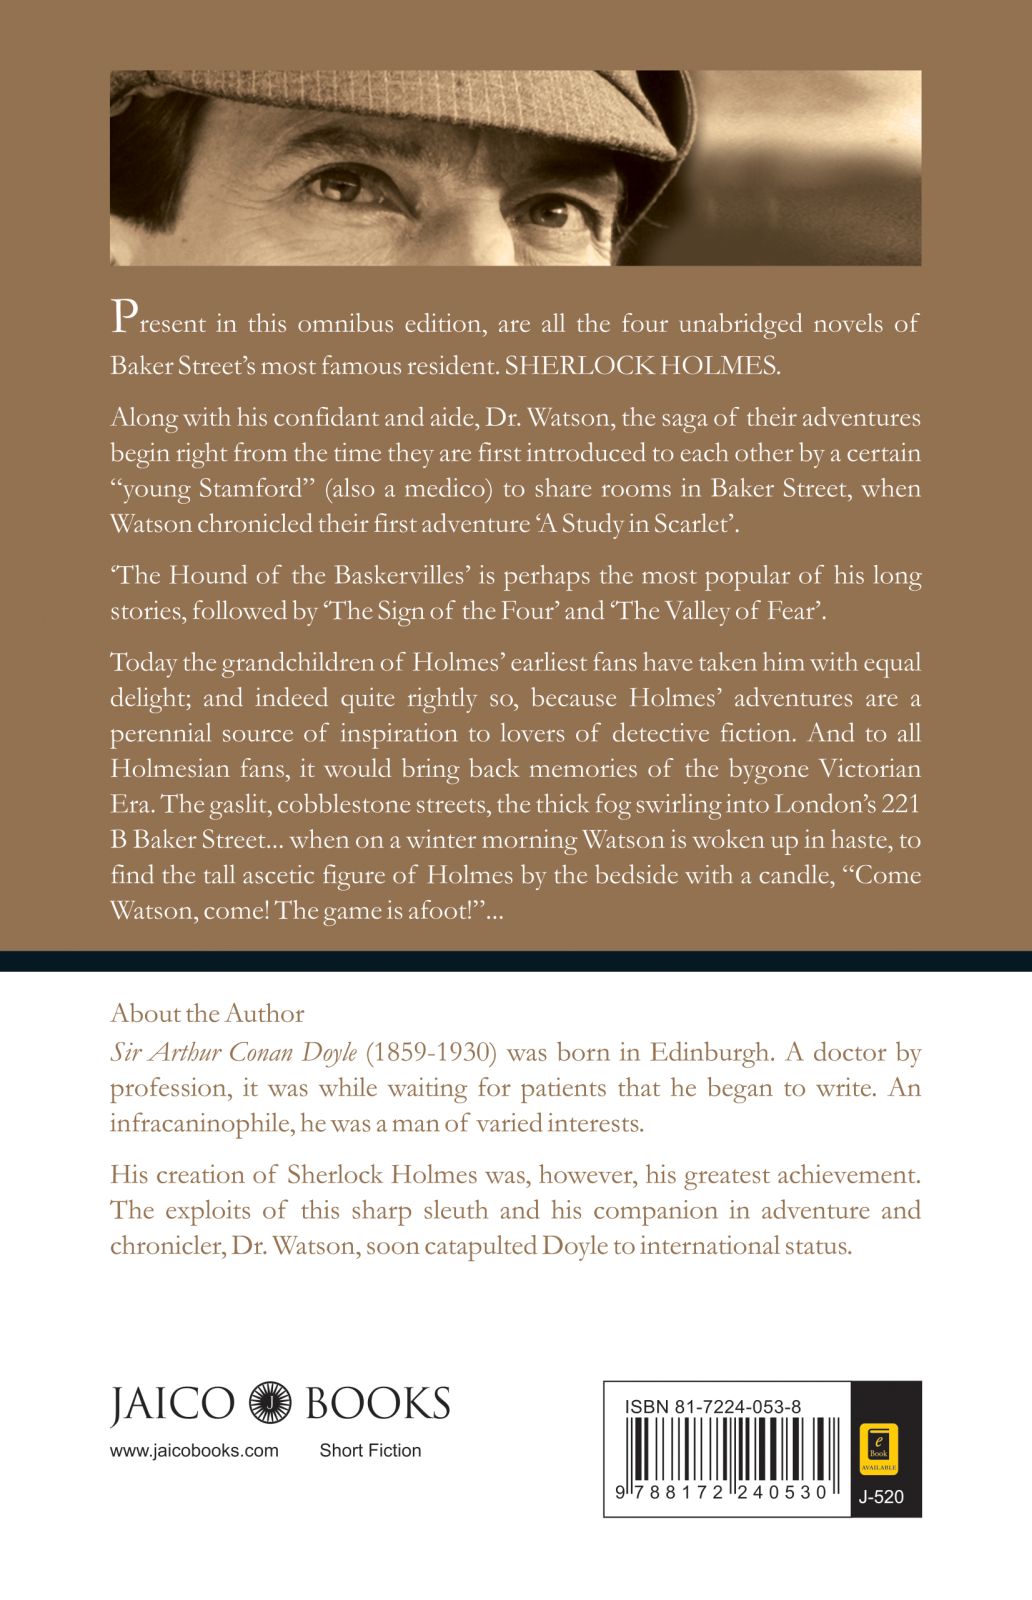 Present in this omnibus edition, are all the four unabridged novels of
Baker Street’s most famous resident. SHERLOCK HOLMES.
Along with his confidant and aide, Dr. Watson, the saga of their adventures
begin right from the time they are first introduced to each other by a certain
“young Stamford” (also a medico) to share rooms in Baker Street, when
Watson chronicled their first adventure ‘A Study in Scarlet’.
‘The Hound of the Baskervilles’ is perhaps the most popular of his long
stories, followed by ‘The Sign of the Four’ and ‘The Valley of Fear’.
Today the grandchildren of Holmes’ earliest fans have taken him with equal
delight; and indeed quite rightly so, because Holmes’ adventures are a
perennial source of inspiration to lovers of detective fiction. And to all
Holmesian fans, it would bring back memories of the bygone Victorian
Era. The gaslit, cobblestone streets, the thick fog swirling into London’s 221
B Baker Street... when on a winter morning Watson is woken up in haste, to
find the tall ascetic figure of Holmes by the bedside with a candle, “Come
Watson, come! The game is afoot!”...
About the Author
Sir Arthur Conan Doyle (1859-1930) was born in Edinburgh. A doctor by
profession, it was while waiting for patients that he began to write. An
infracaninophile, he was a man of varied interests.
His creation of Sherlock Holmes was, however, his greatest achievement.
The exploits of this sharp sleuth and his companion in adventure and
chronicler, Dr. Watson, soon catapulted Doyle to international status.
JAICO J BOOKS
www.jaicobooks.com Short Fiction
ISBN 81-7224-053-8
9 788172 240530
e
Book
AVAILABLE
J-520